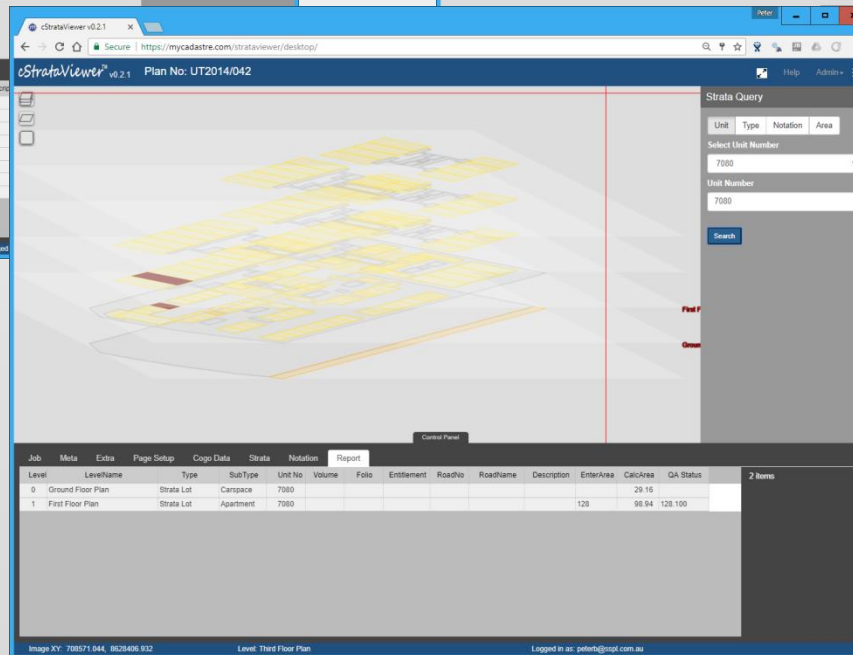 Peter
cStrataViewer v0.2.1
Secure | https://mycadastre.com/strataviewer/desktop/
cStrataViewer™ v0.2.1 Plan No: UT2014/042 Help Admin
Strata Query
Unit Type Notation Area
Select Unit Number
7080
Unit Number
7080
Search
First F
Groun
Control Panel
Job Meta Extra Page Setup Cogo Data Strata Notation Report
Level LevelName Type SubType Unit No Volume Folio Entitlement RoadNo RoadName Description EnterArea CalcArea QA Status
2 items
0 Ground Floor Plan Strata Lot Carspace 7080 29.16
1 First Floor Plan Strata Lot Apartment 7080 128 98.94 128.100
Image XY: 708571.044, 8628406.932 Level: Third Floor Plan Logged in as: peterb@sspl.com.au